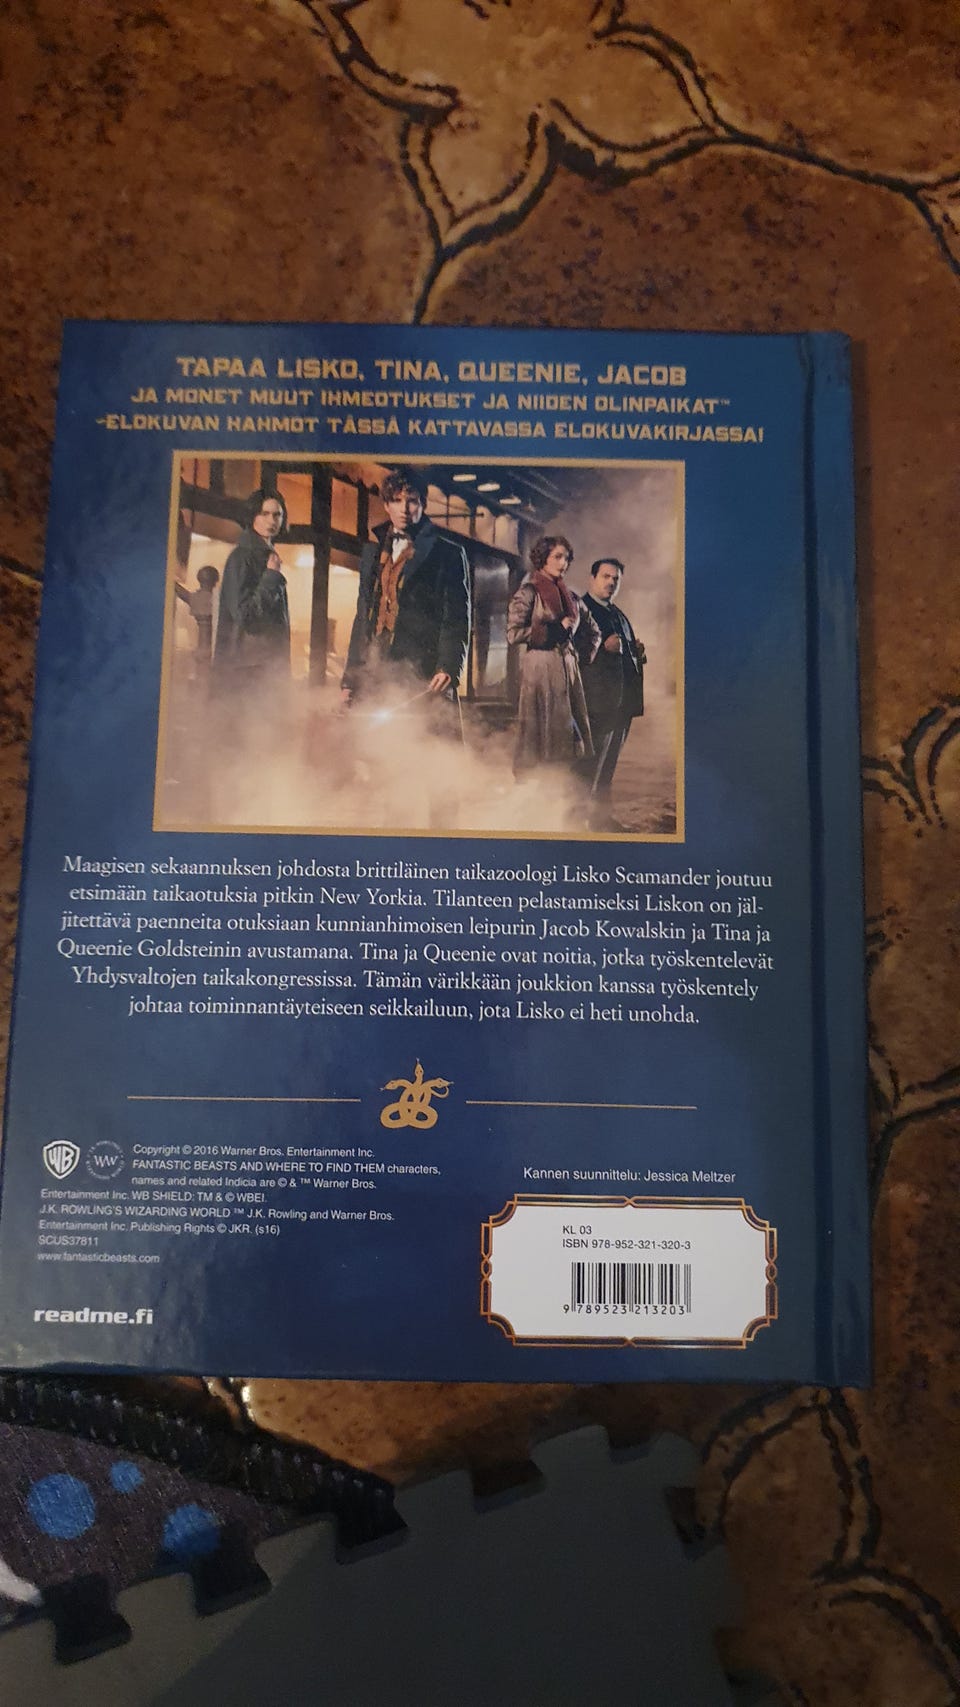 TAPAA LISKO, TINA, QUEENIE, JACOB
JA MONET MUUT IHMEOTUKSET JA NIIDEN OLINPAIKAT™
-ELOKUVAN HAHMOT TÄSSÄ KATTAVASSA ELOKUVAKIRJASSA!
Maagisen sekaannuksen johdosta brittiläinen taikazoologi Lisko Scamander joutuu
etsimään taikaotuksia pitkin New Yorkia. Tilanteen pelastamiseksi Liskon on jäl-
jitettävä paenneita otuksiaan kunnianhimoisen leipurin Jacob Kowalskin ja Tina ja
Queenie Goldsteinin avustamana. Tina ja Queenie ovat noitia, jotka työskentelevät
Yhdysvaltojen taikakongressissa. Tämän värikkään joukkion kanssa työskentely
johtaa toiminnantäyteiseen seikkailuun, jota Lisko ei heti unohda.
WB
WW
Copyright © 2016 Warner Bros. Entertainment Inc.
FANTASTIC BEASTS AND WHERE TO FIND THEM characters,
names and related Indicia are © & ™ Warner Bros.
Entertainment Inc. WB SHIELD: TM & © WBEI.
J.K. ROWLING'S WIZARDING WORLD ™ J.K. Rowling and Warner Bros.
Entertainment Inc. Publishing Rights © JKR. (s16)
SCUS37811
www.fantasticbeasts.com
readme.fi
Kannen suunnittelu: Jessica Meltzer
KL 03
ISBN 978-952-321-320-3
9 789523 213203